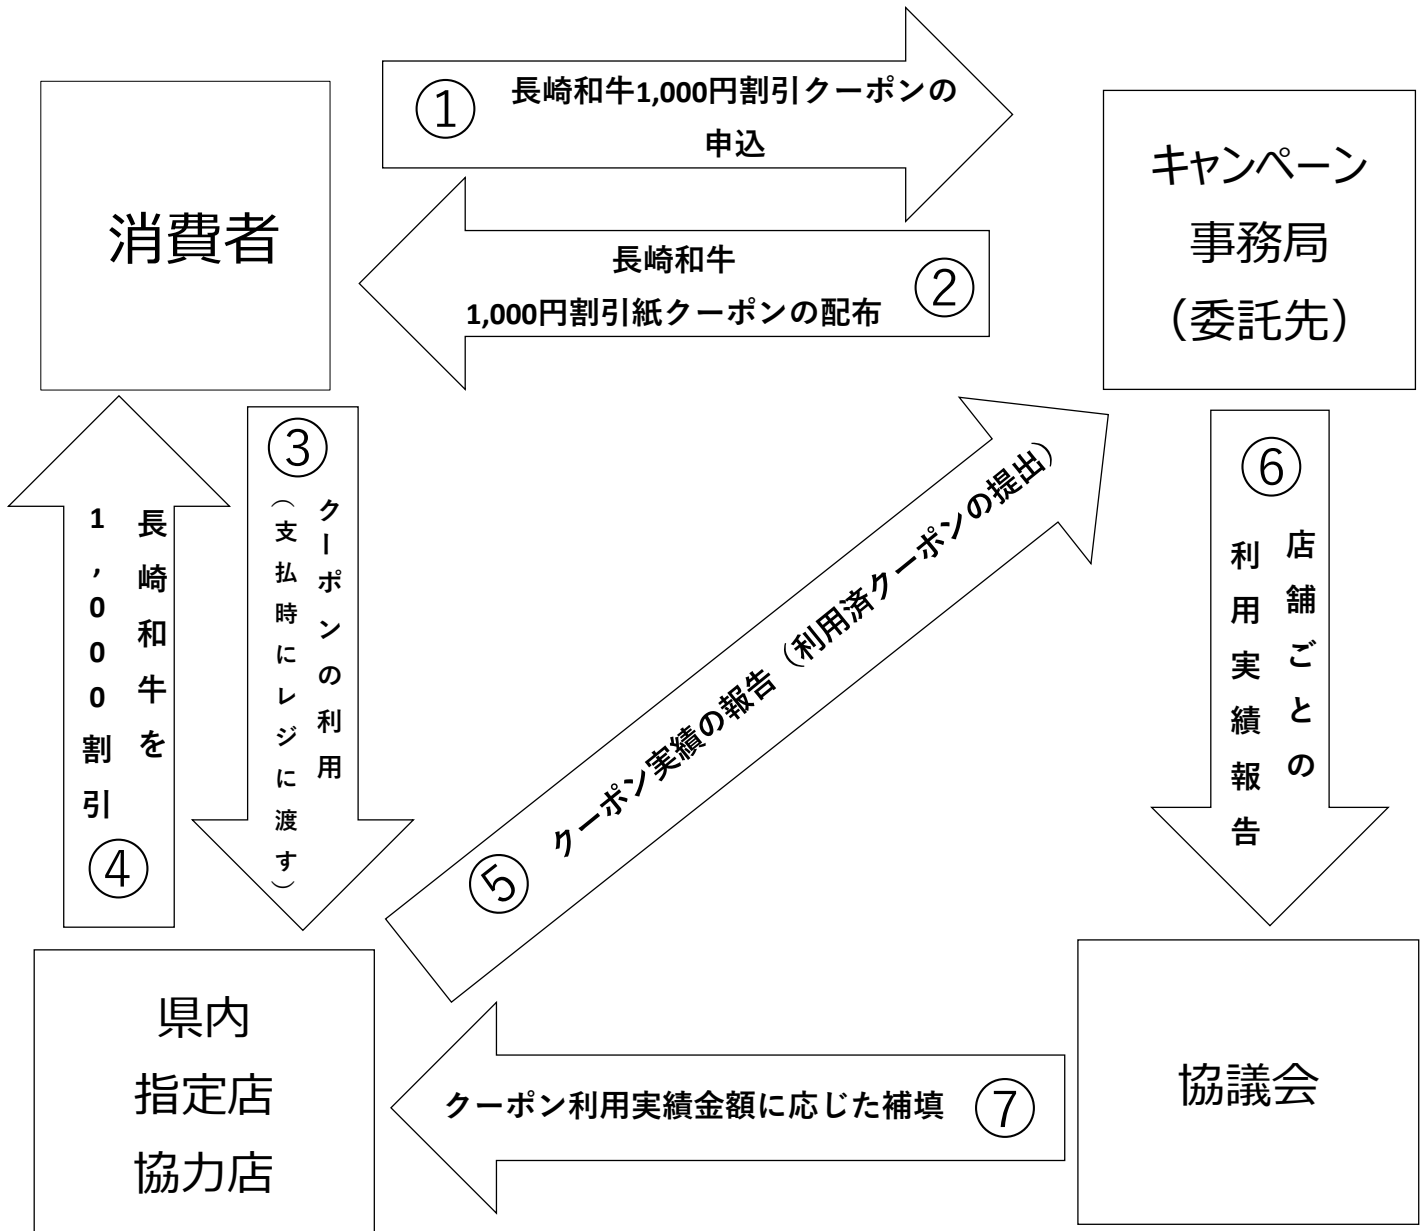 消費者
①
長崎和牛1,000円割引クーポンの
申込
キャンペーン
事務局
（委託先）
長崎和牛
1,000円割引紙クーポンの配布
②
③
クーポンの利用
（支払時にレジに渡す）
長崎和牛を
1,000割引
④
⑤
クーポン実績の報告（利用済クーポンの提出）
⑥
店舗ごとの
利用実績報告
県内
指定店
協力店
クーポン利用実績金額に応じた補填
⑦
協議会